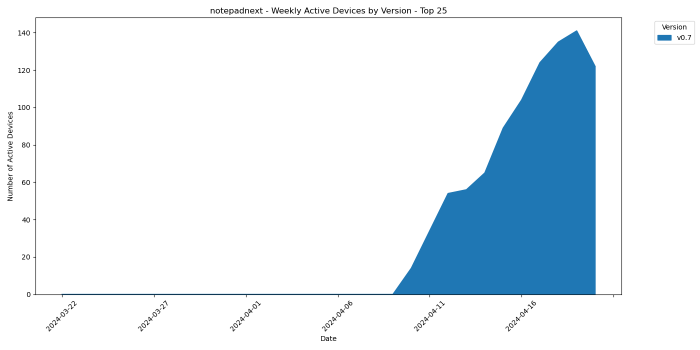 notepadnext - Weekly Active Devices by Version - Top 25
Version
v0.7
Number of Active Devices
140
120
100
80
60
40
20
0
2024-03-22
2024-03-27
2024-04-01
2024-04-06
2024-04-11
2024-04-16
Date